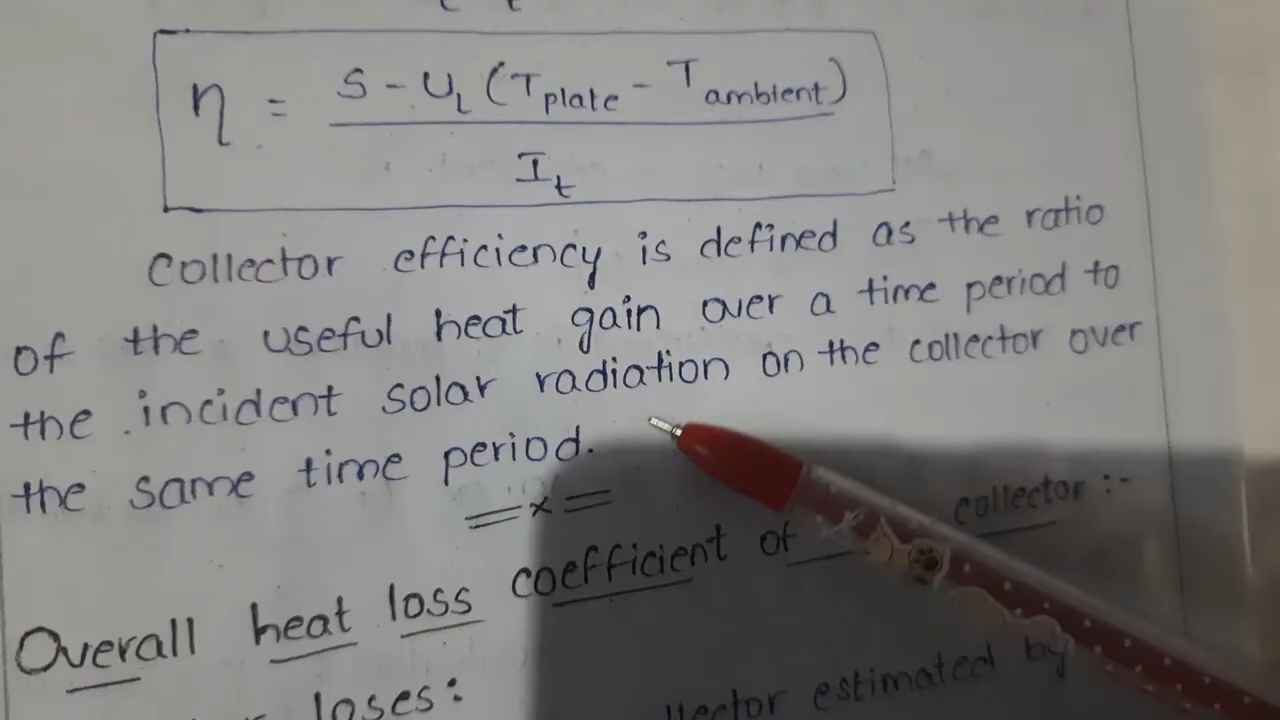 η = S - U_L (T_plate - T_ambient) / I_t
Collector efficiency is defined as the ratio
of the useful heat gain over a time period to
the incident solar radiation on the collector over
the same time period.
=x=
Overall heat loss coefficient of collector :-
loses:
estimated by